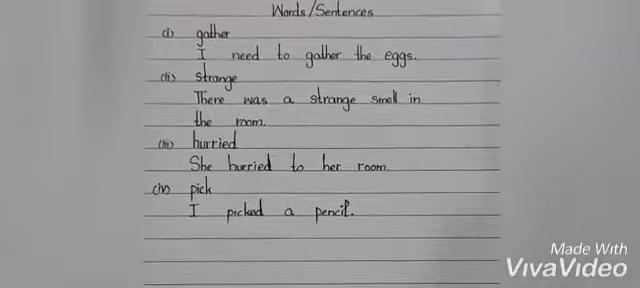 Words/Sentences
(i) gather
I need to gather the eggs.
(ii) strange
There was a strange smell in
the room.
(iii) hurried
She hurried to her room.
(iv) pick
I picked a pencil.
Made With
VivaVideo